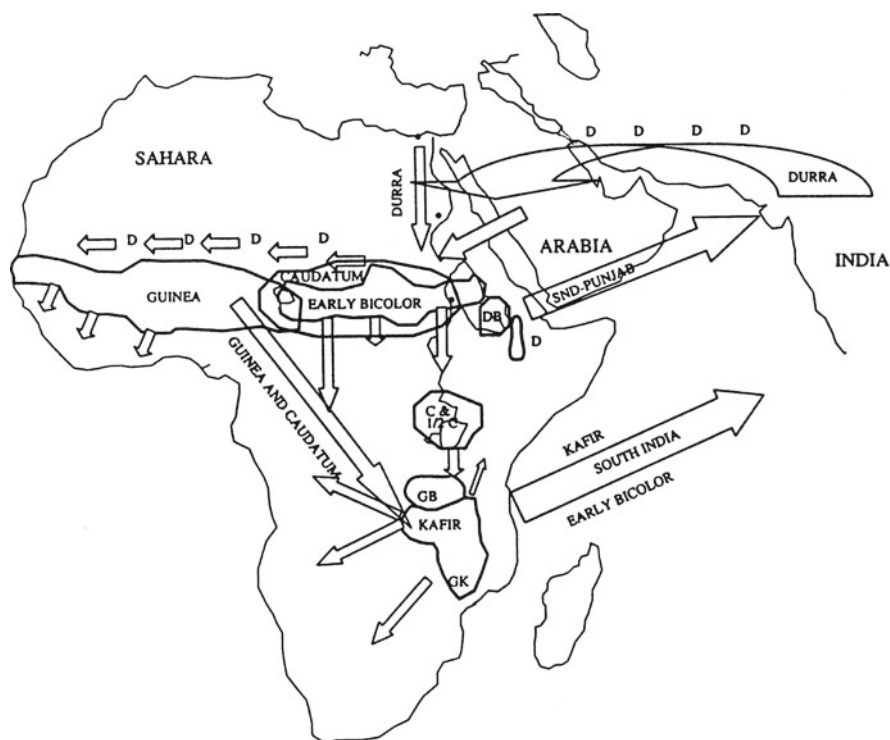 D D D D
SAHARA
DURRA
DURRA
D D D D
ARABIA
INDIA
CAUDATUM
GUINEA
EARLY BICOLOR
SND-PUNJAB
DB
D
GUINEA AND CAUDATUM
C &
1/2 C
KAFIR
SOUTH INDIA
EARLY BICOLOR
GB
KAFIR
GK